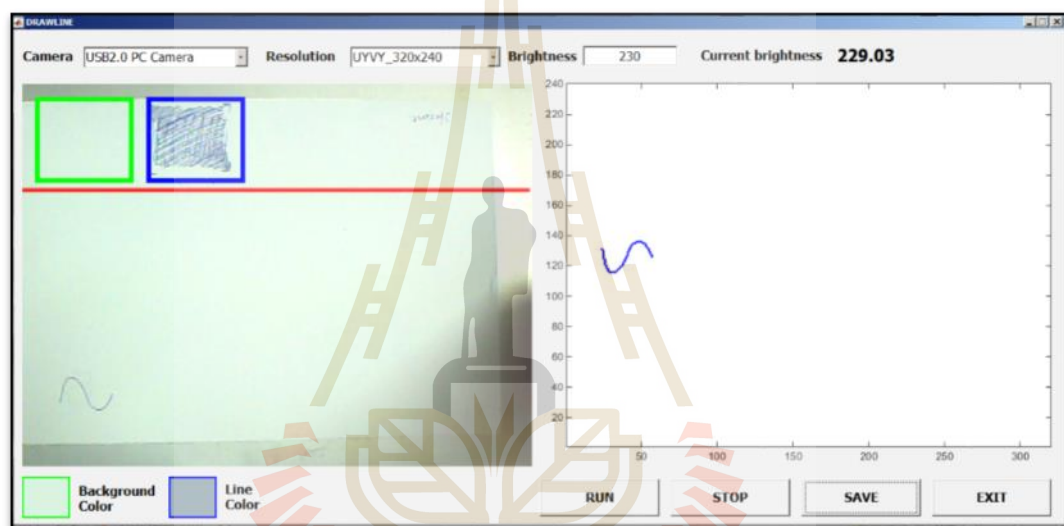 DRAWLINE
Camera USB2.0 PC Camera Resolution UYVY_320x240 Brightness 230 Current brightness 229.03
240
220
200
180
160
140
120
100
80
60
40
20
50 100 150 200 250 300
Background Color
Line Color
RUN STOP SAVE EXIT